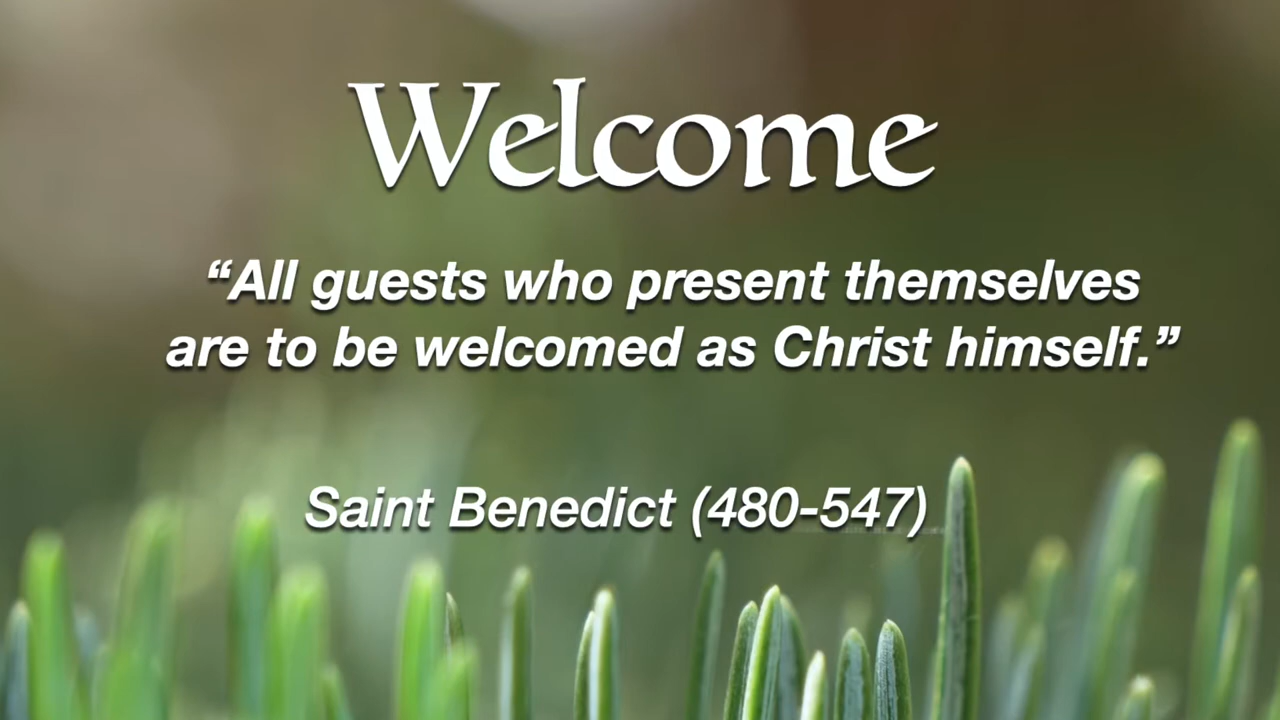 Welcome
“All guests who present themselves
are to be welcomed as Christ himself.”
Saint Benedict (480-547)